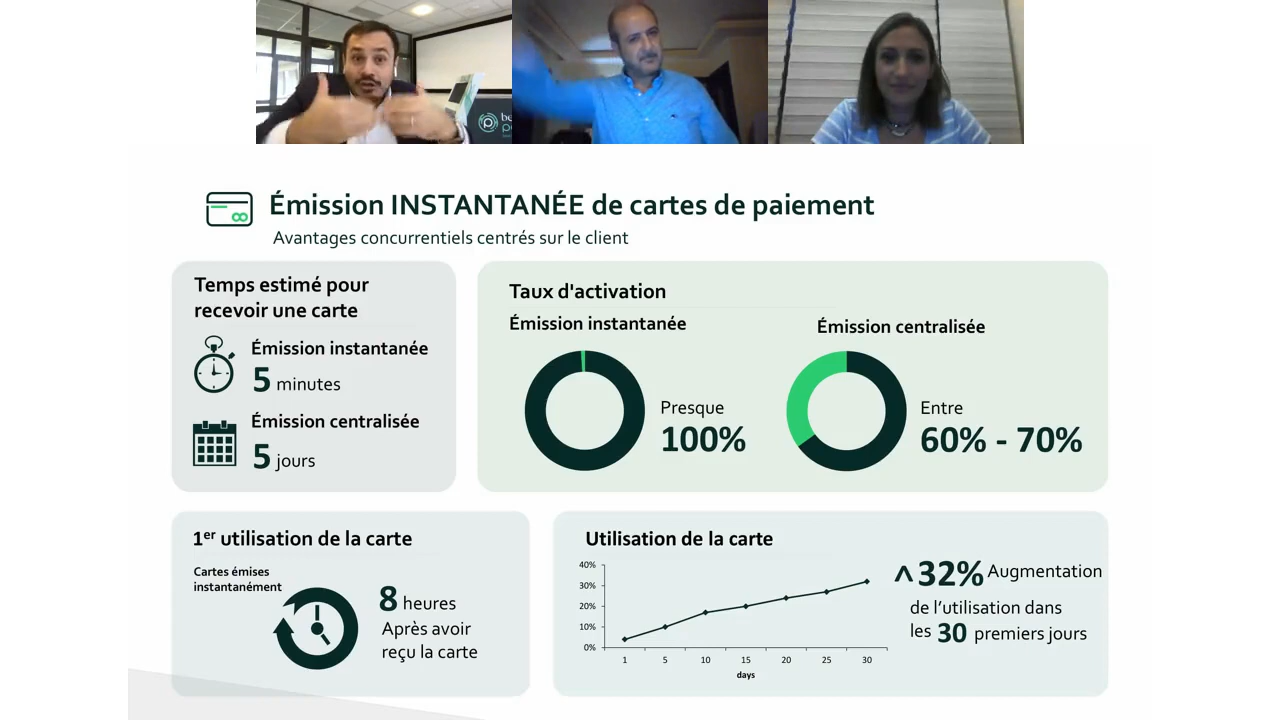 be
p
Émission INSTANTANÉE de cartes de paiement
Avantages concurrentiels centrés sur le client
Temps estimé pour
recevoir une carte
Émission instantanée
5 minutes
Émission centralisée
5 jours
Taux d'activation
Émission instantanée
Presque
100%
Émission centralisée
Entre
60% - 70%
1er utilisation de la carte
Cartes émises
instantanément
8 heures
Après avoir
reçu la carte
Utilisation de la carte
40%
30%
20%
10%
0%
1 5 10 15 20 25 30
days
^32% Augmentation
de l’utilisation dans
les 30 premiers jours